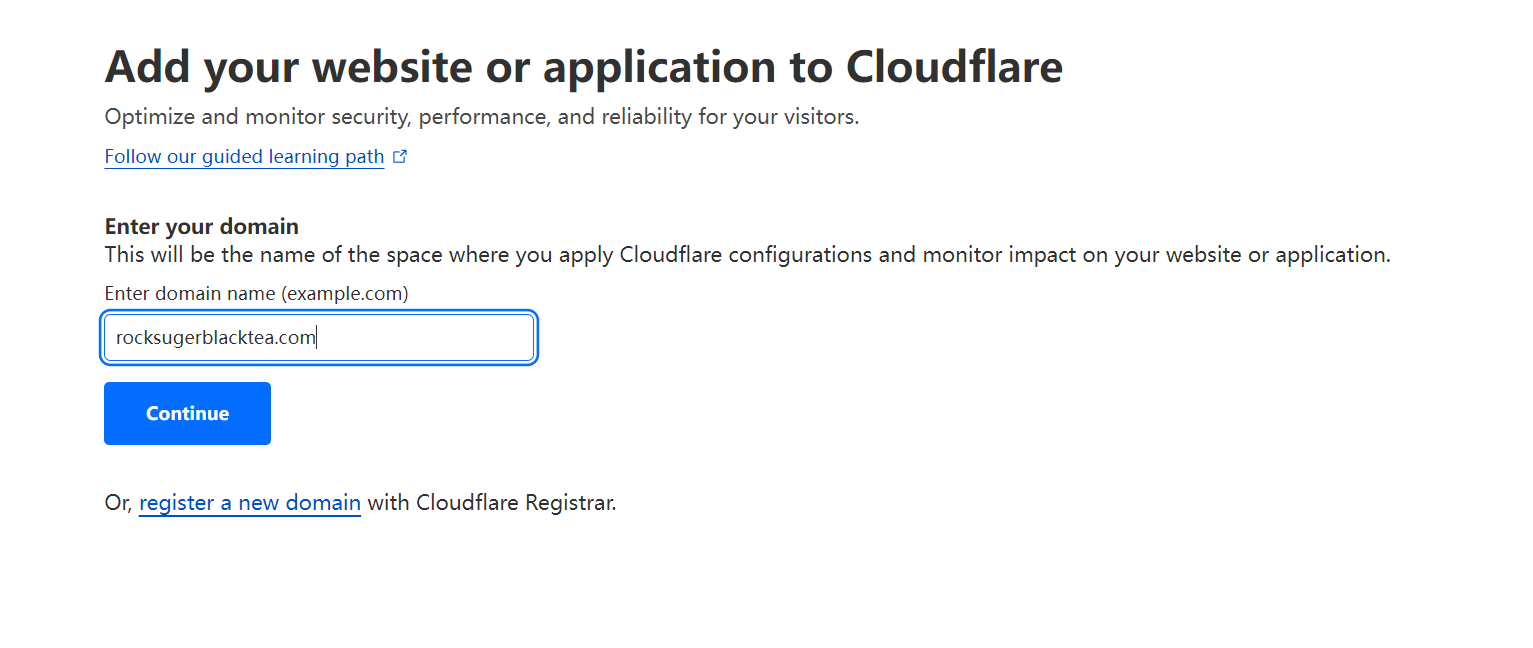 Add your website or application to Cloudflare
Optimize and monitor security, performance, and reliability for your visitors.
Follow our guided learning path
Enter your domain
This will be the name of the space where you apply Cloudflare configurations and monitor impact on your website or application.
Enter domain name (example.com)
rocksugerblacktea.com
Continue
Or, register a new domain with Cloudflare Registrar.